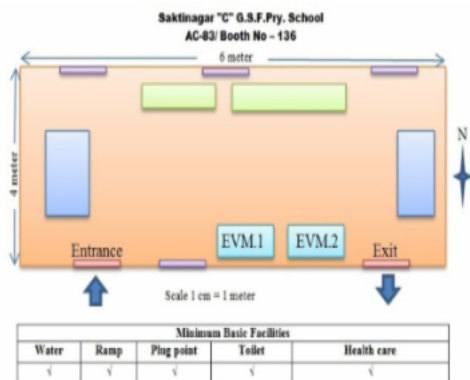 Saktinagar "C" G.S.F.Pry. School
AC-83/ Booth No – 136
6 meter
4 meter
N
EVM.1 EVM.2
Entrance Exit
Scale 1 cm = 1 meter
Minimum Basic Facilities
Water Ramp Plug point Toilet Health care
√ √ √ √ √